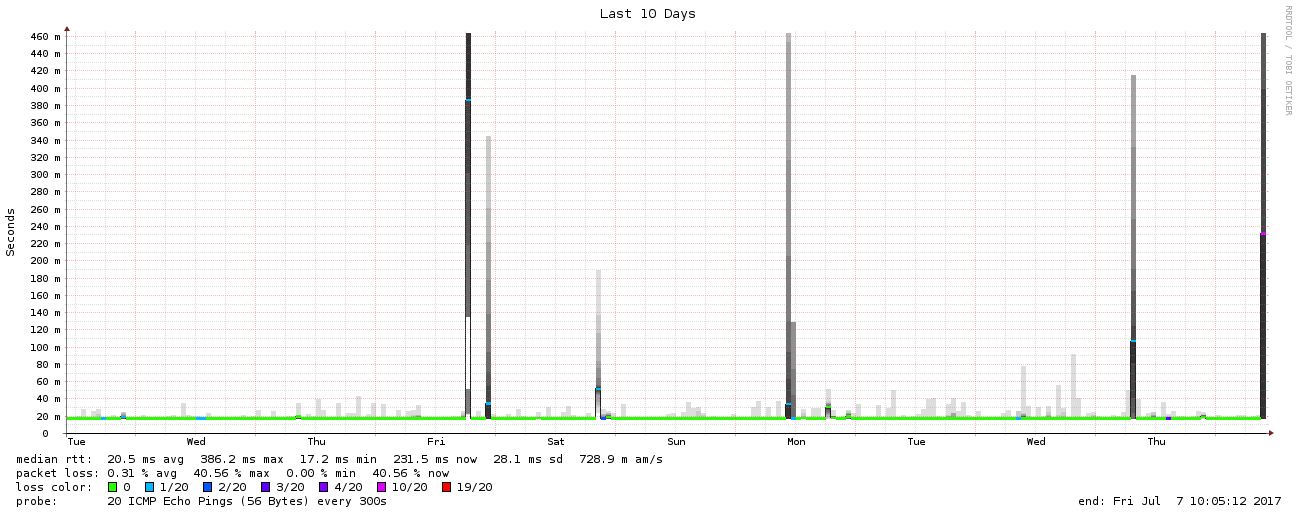 Last 10 Days
RRDTOOL / TOBI OETIKER
Seconds
460 m
440 m
420 m
400 m
380 m
360 m
340 m
320 m
300 m
280 m
260 m
240 m
220 m
200 m
180 m
160 m
140 m
120 m
100 m
80 m
60 m
40 m
20 m
0
Tue Wed Thu Fri Sat Sun Mon Tue Wed Thu
median rtt: 20.5 ms avg 386.2 ms max 17.2 ms min 231.5 ms now 28.1 ms sd 728.9 m am/s
packet loss: 0.31 % avg 40.56 % max 0.00 % min 40.56 % now
loss color: 0 1/20 2/20 3/20 4/20 10/20 19/20
probe: 20 ICMP Echo Pings (56 Bytes) every 300s end: Fri Jul 7 10:05:12 2017